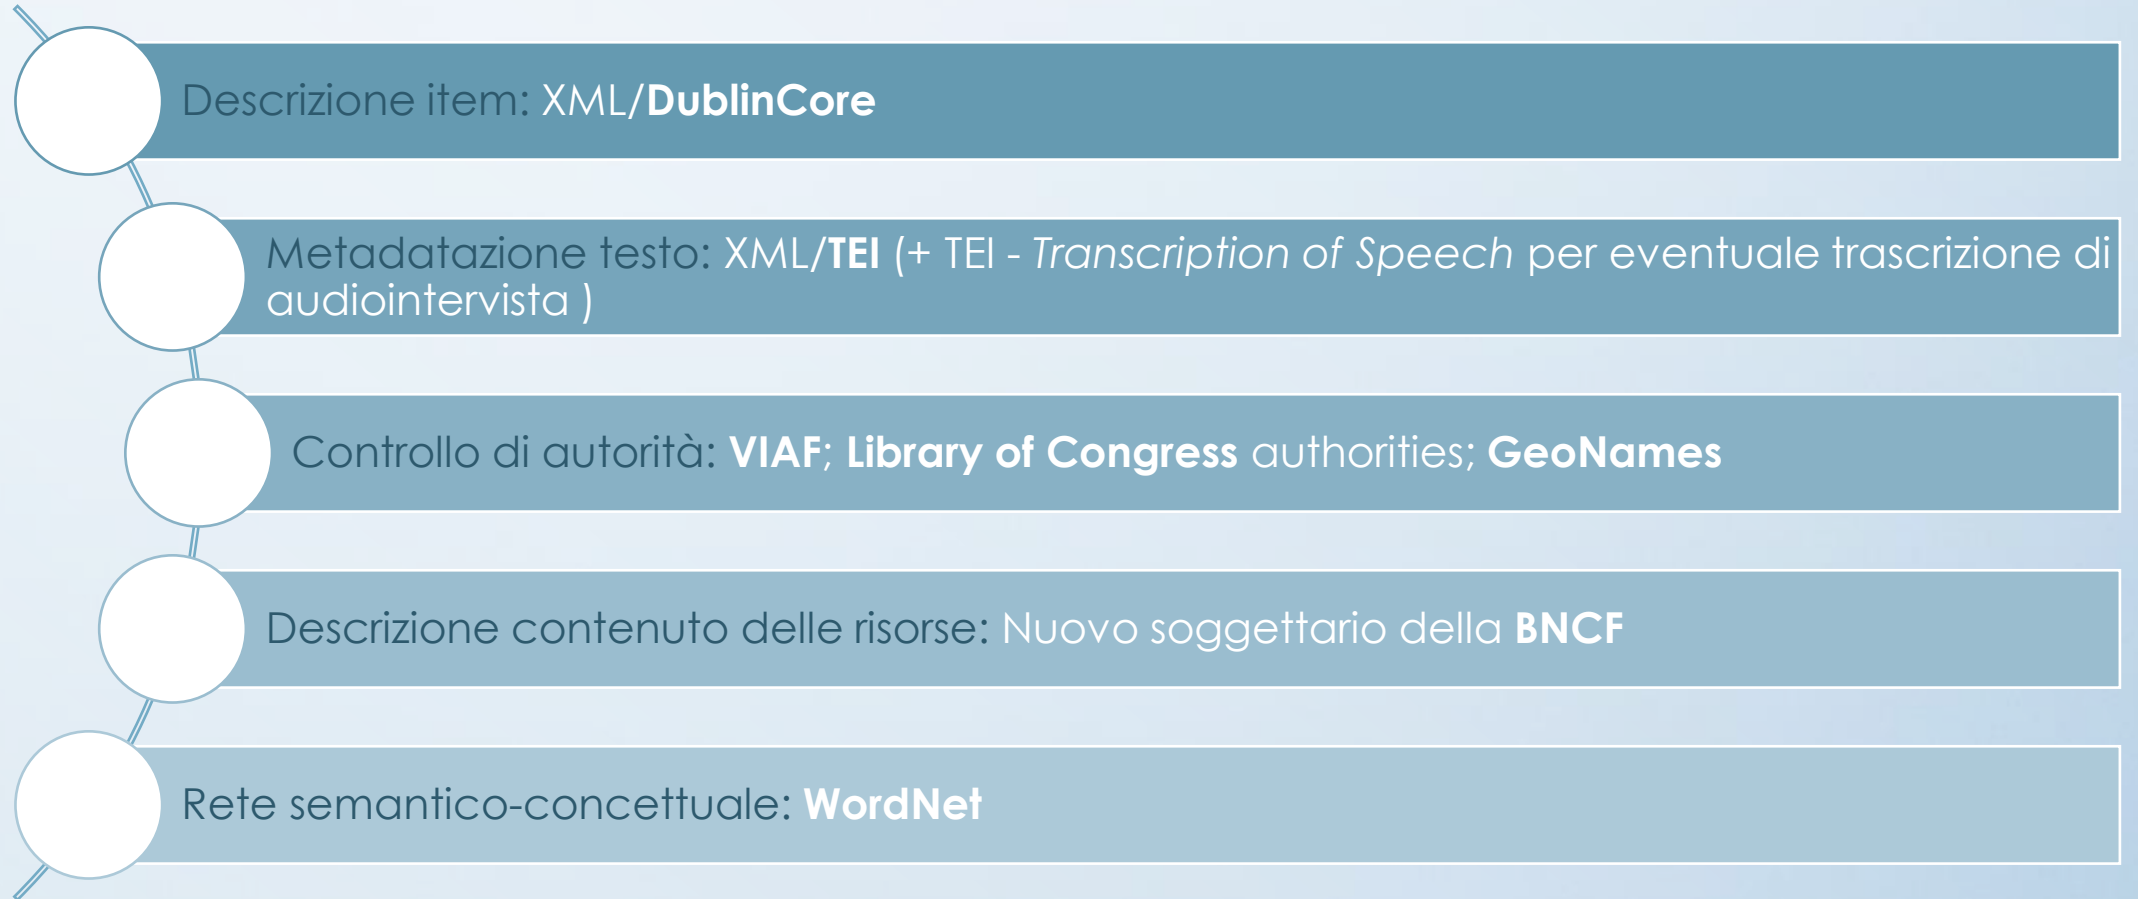 Descrizione item: XML/DublinCore
Metadatazione testo: XML/TEI (+ TEI - Transcription of Speech per eventuale trascrizione di
audiointervista )
Controllo di autorità: VIAF; Library of Congress authorities; GeoNames
Descrizione contenuto delle risorse: Nuovo soggettario della BNCF
Rete semantico-concettuale: WordNet